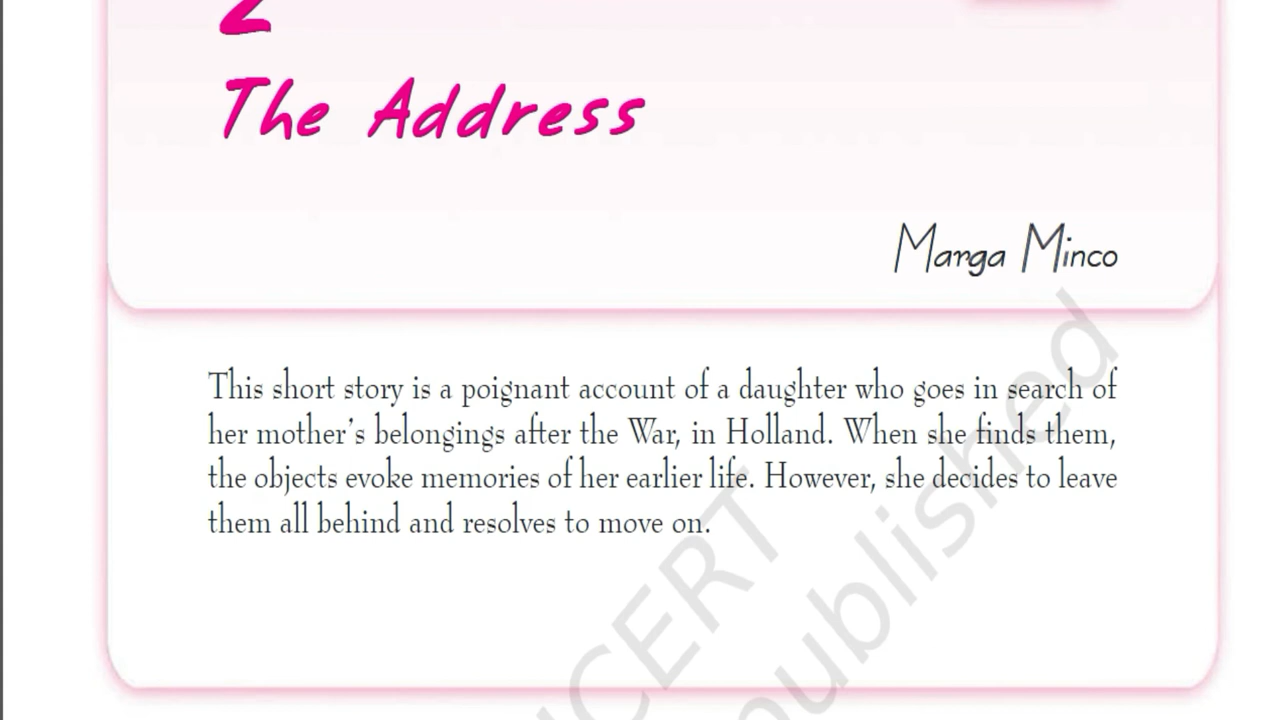 2
The Address
Marga Minco
This short story is a poignant account of a daughter who goes in search of
her mother's belongings after the War, in Holland. When she finds them,
the objects evoke memories of her earlier life. However, she decides to leave
them all behind and resolves to move on.
NCERT
published